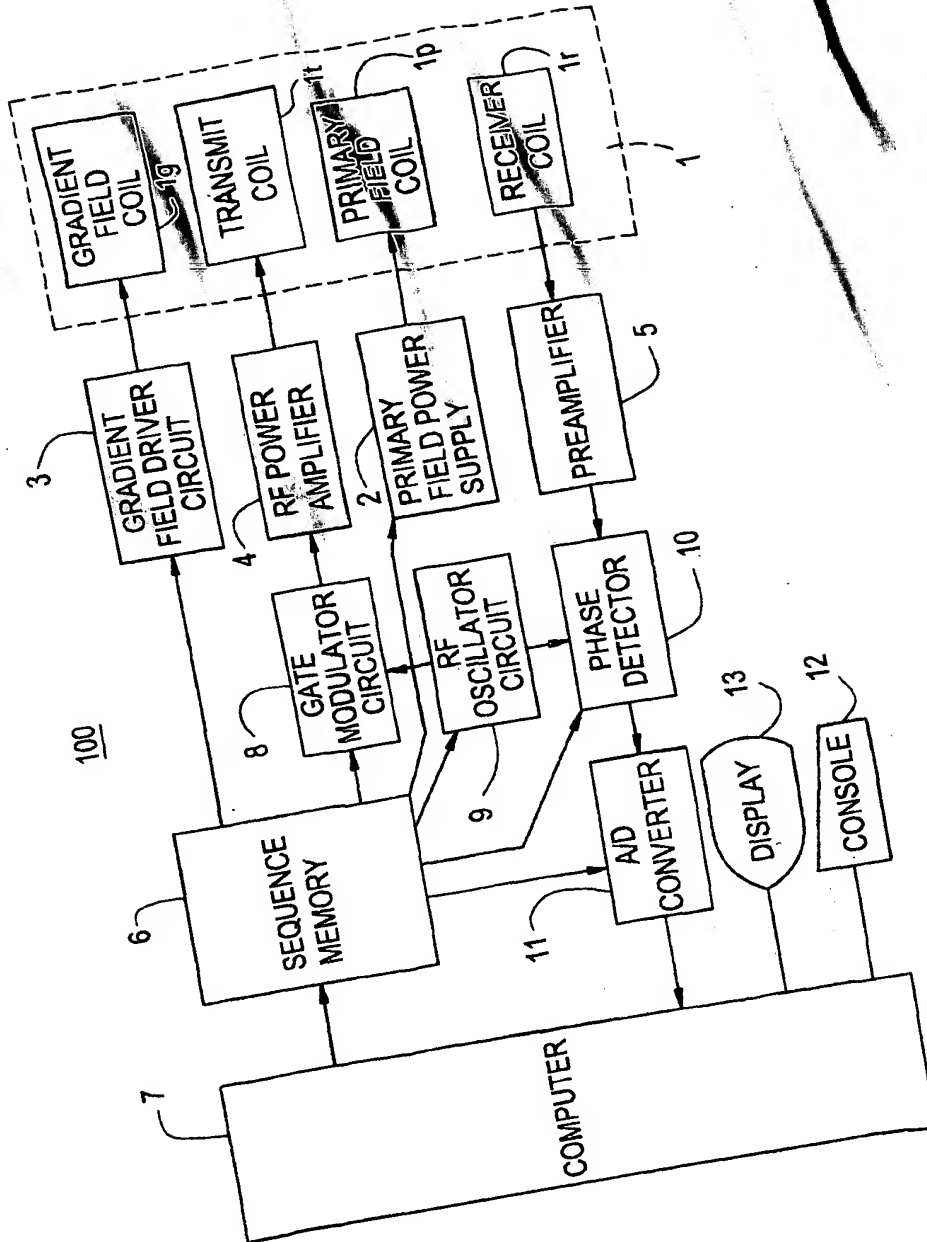 100
7
COMPUTER
6
SEQUENCE
MEMORY
3
GRADIENT
FIELD DRIVER
CIRCUIT
GRADIENT
FIELD
COIL
1g
8
GATE
MODULATOR
CIRCUIT
4
RF POWER
AMPLIFIER
TRANSMIT
COIL
1t
2
PRIMARY
FIELD POWER
SUPPLY
PRIMARY
FIELD
COIL
1p
9
RF
OSCILLATOR
CIRCUIT
11
A/D
CONVERTER
PHASE
DETECTOR
10
PREAMPLIFIER
5
RECEIVER
COIL
1r
1
DISPLAY
13
CONSOLE
12